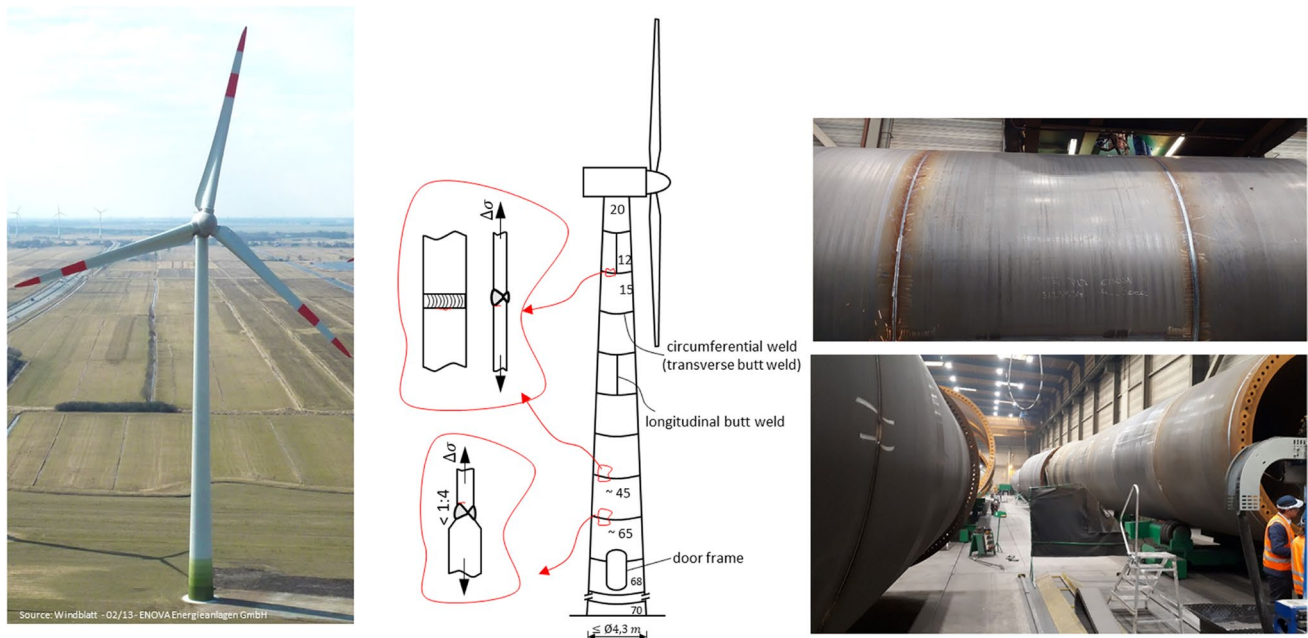 Source: Windblatt - 02/13 - ENOVA Energieanlagen GmbH
Δσ
Δσ
< 1:4
20
12
15
circumferential weld
(transverse butt weld)
longitudinal butt weld
~ 45
~ 65
door frame
68
70
≤ Ø4,3 m